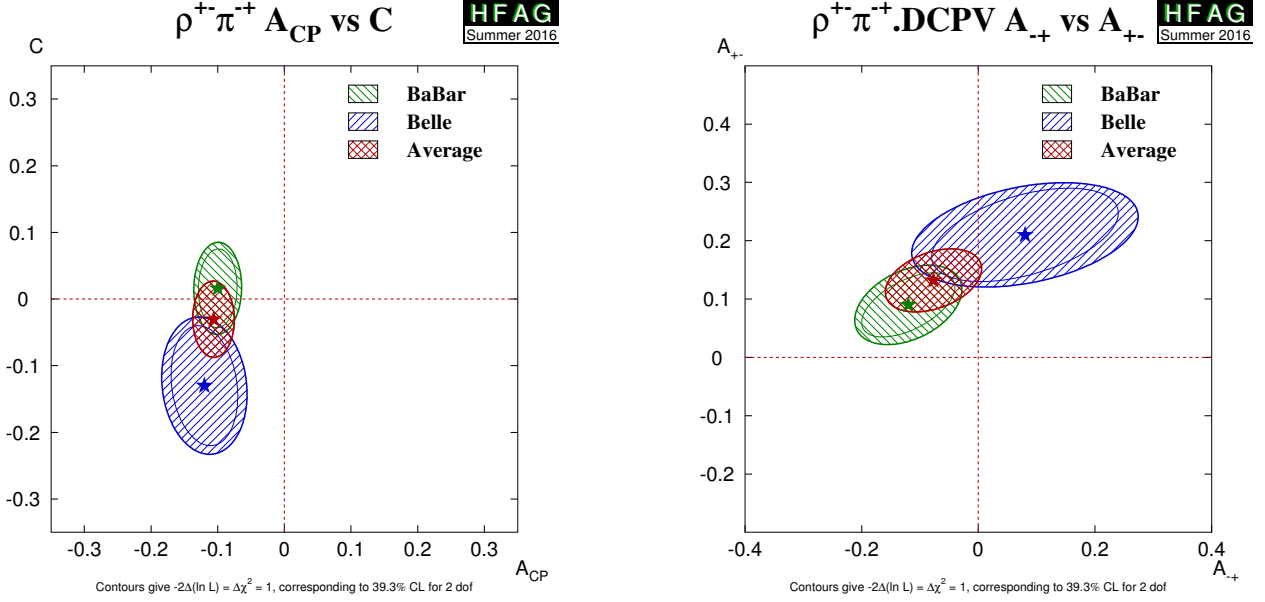 ρ⁺⁻π⁻⁺ A_CP vs C
HFAG
Summer 2016
C
BaBar
Belle
Average
0.3
0.2
0.1
0
-0.1
-0.2
-0.3
-0.3 -0.2 -0.1 0 0.1 0.2 0.3
A_CP
Contours give -2Δ(ln L) = Δχ² = 1, corresponding to 39.3% CL for 2 dof
ρ⁺⁻π⁻⁺.DCPV A₋₊ vs A₊₋
HFAG
Summer 2016
A₊₋
BaBar
Belle
Average
0.4
0.3
0.2
0.1
0
-0.1
-0.2
-0.4 -0.2 0 0.2 0.4
A₋₊
Contours give -2Δ(ln L) = Δχ² = 1, corresponding to 39.3% CL for 2 dof